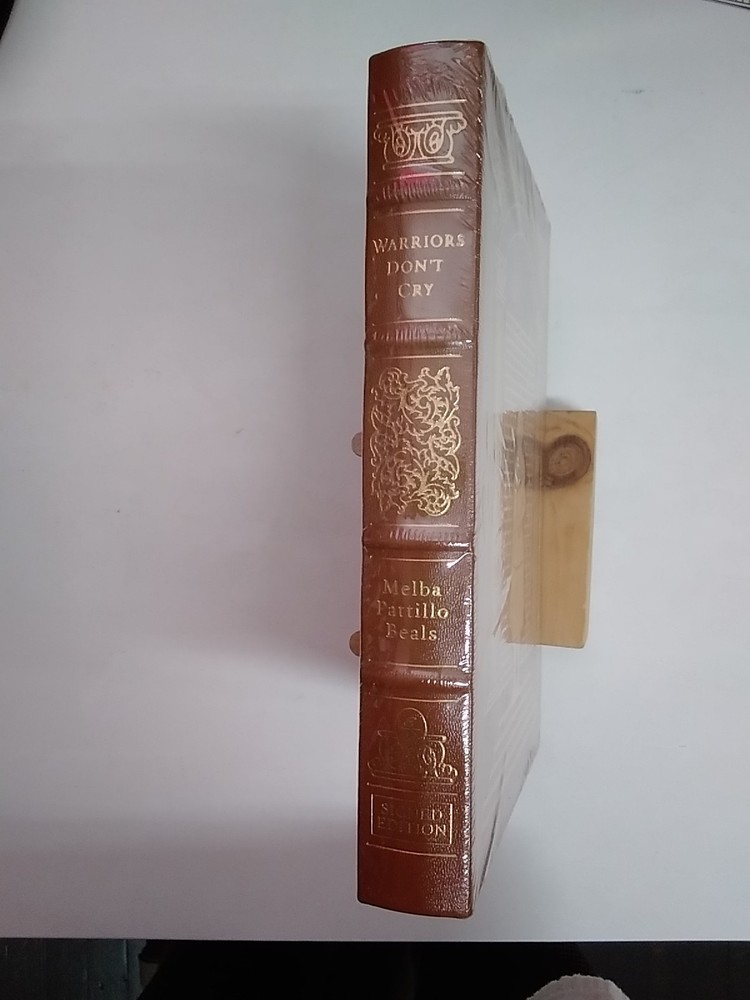 WARRIORS
DON'T
CRY
Melba
Pattillo
Beals
SIGNED
EDITION